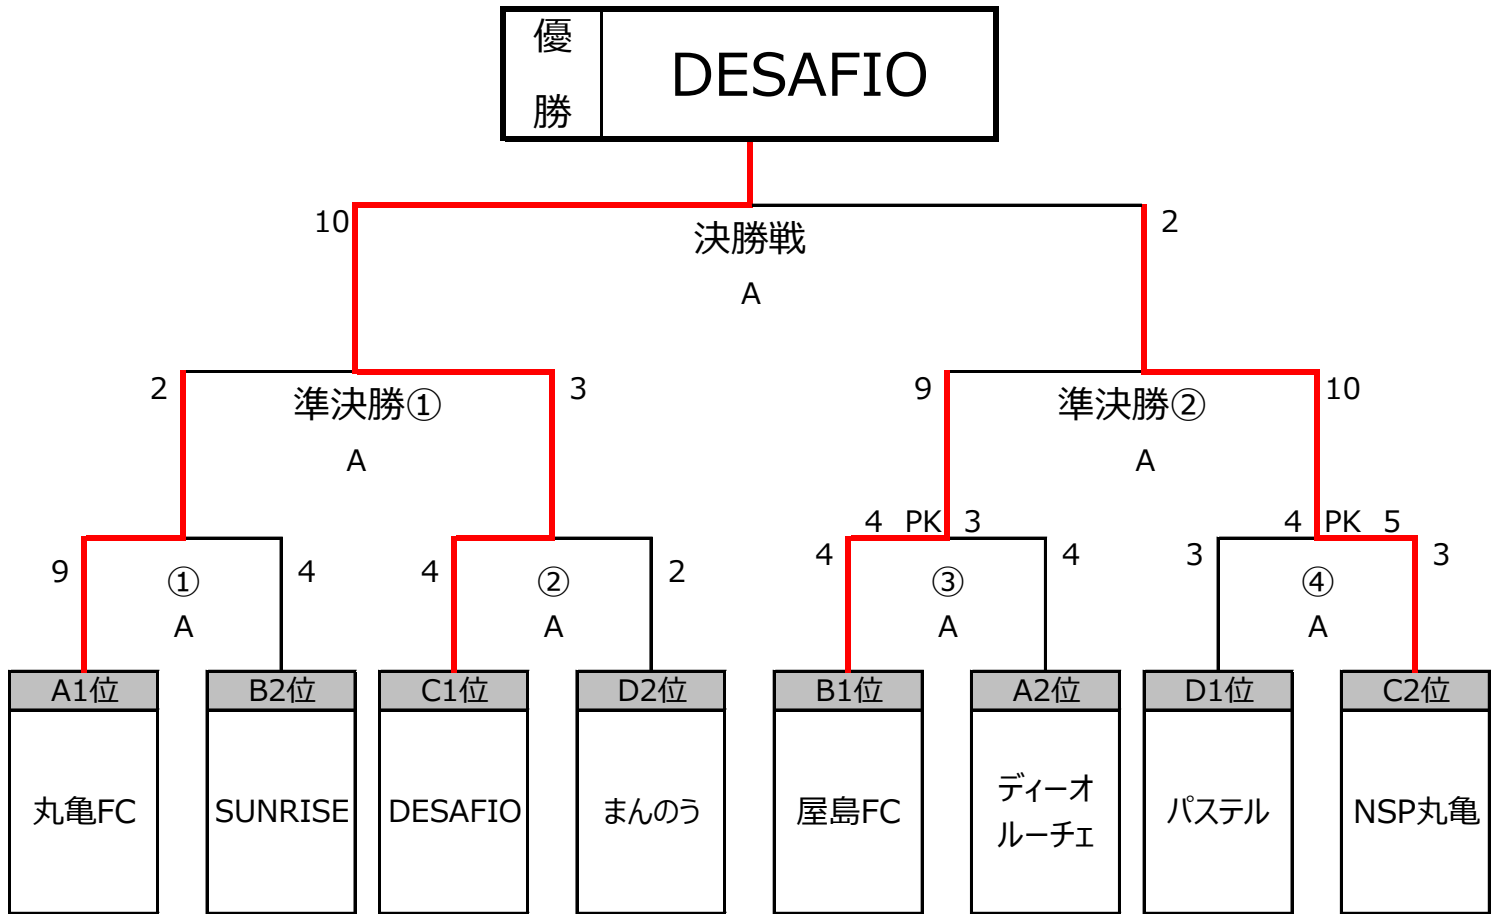 優勝
DESAFIO
10
2
決勝戦
A
2
3
9
10
準決勝①
準決勝②
A
A
4 PK 3
4 PK 5
9
4
4
2
4
4
3
3
①
②
③
④
A
A
A
A
A1位
B2位
C1位
D2位
B1位
A2位
D1位
C2位
丸亀FC
SUNRISE
DESAFIO
まんのう
屋島FC
ディーオ
ルーチェ
パステル
NSP丸亀